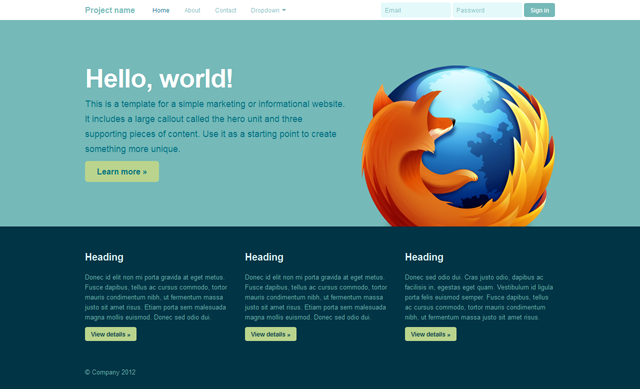 Project name Home About Contact Dropdown Email Password Sign in
Hello, world!
This is a template for a simple marketing or informational website.
It includes a large callout called the hero unit and three
supporting pieces of content. Use it as a starting point to create
something more unique.
Learn more »
Heading
Donec id elit non mi porta gravida at eget metus.
Fusce dapibus, tellus ac cursus commodo, tortor
mauris condimentum nibh, ut fermentum massa
justo sit amet risus. Etiam porta sem malesuada
magna mollis euismod. Donec sed odio dui.
View details »
Heading
Donec id elit non mi porta gravida at eget metus.
Fusce dapibus, tellus ac cursus commodo, tortor
mauris condimentum nibh, ut fermentum massa
justo sit amet risus. Etiam porta sem malesuada
magna mollis euismod. Donec sed odio dui.
View details »
Heading
Donec sed odio dui. Cras justo odio, dapibus ac
facilisis in, egestas eget quam. Vestibulum id ligula
porta felis euismod semper. Fusce dapibus, tellus
ac cursus commodo, tortor mauris condimentum
nibh, ut fermentum massa justo sit amet risus.
View details »
© Company 2012